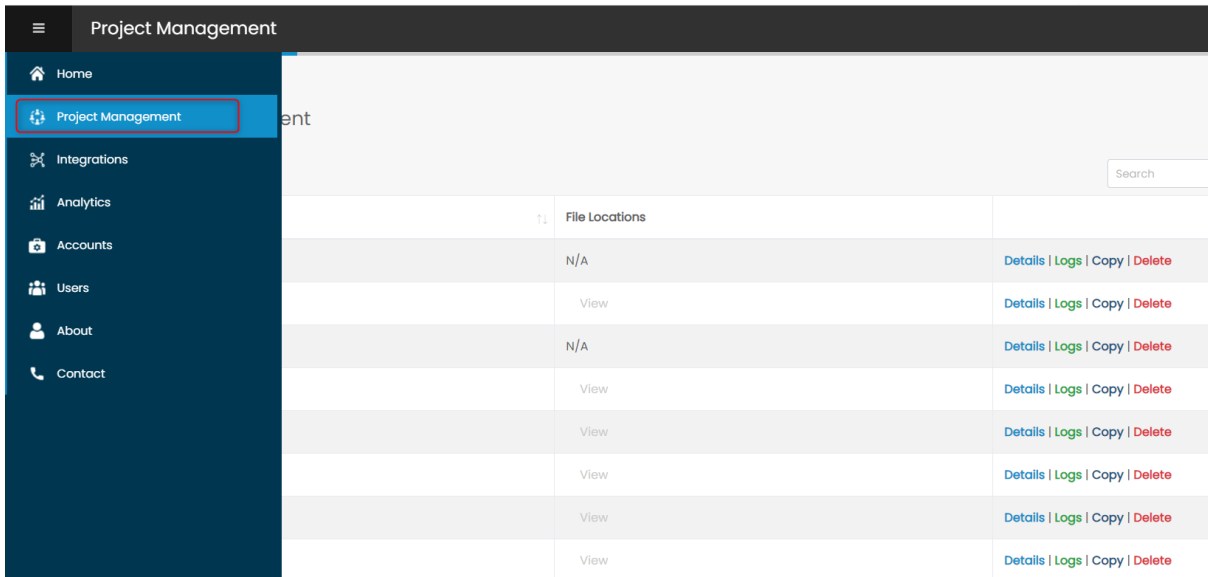 Project Management
Home
Project Management
ent
Integrations
Search
Analytics
File Locations
Accounts
N/A
Details | Logs | Copy | Delete
Users
View
Details | Logs | Copy | Delete
About
N/A
Details | Logs | Copy | Delete
Contact
View
Details | Logs | Copy | Delete
View
Details | Logs | Copy | Delete
View
Details | Logs | Copy | Delete
View
Details | Logs | Copy | Delete
View
Details | Logs | Copy | Delete